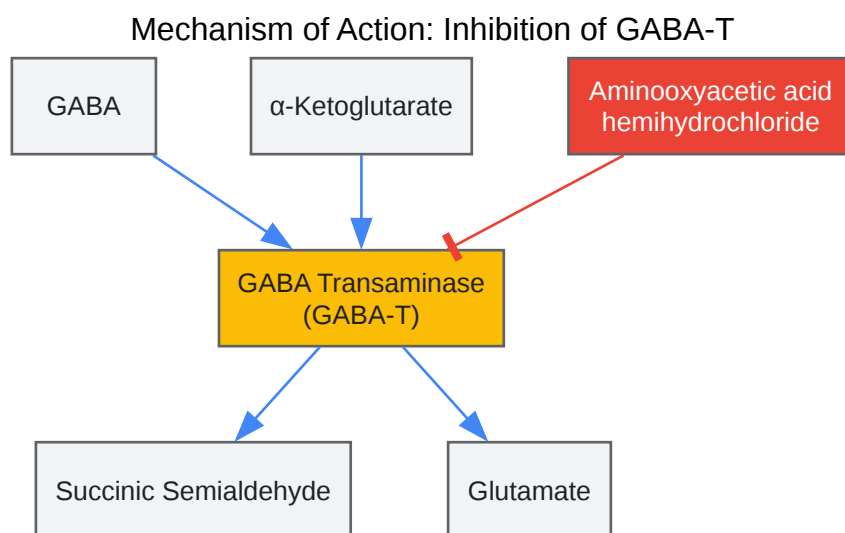 Mechanism of Action: Inhibition of GABA-T
GABA
α-Ketoglutarate
Aminooxyacetic acid
hemihydrochloride
GABA Transaminase
(GABA-T)
Succinic Semialdehyde
Glutamate